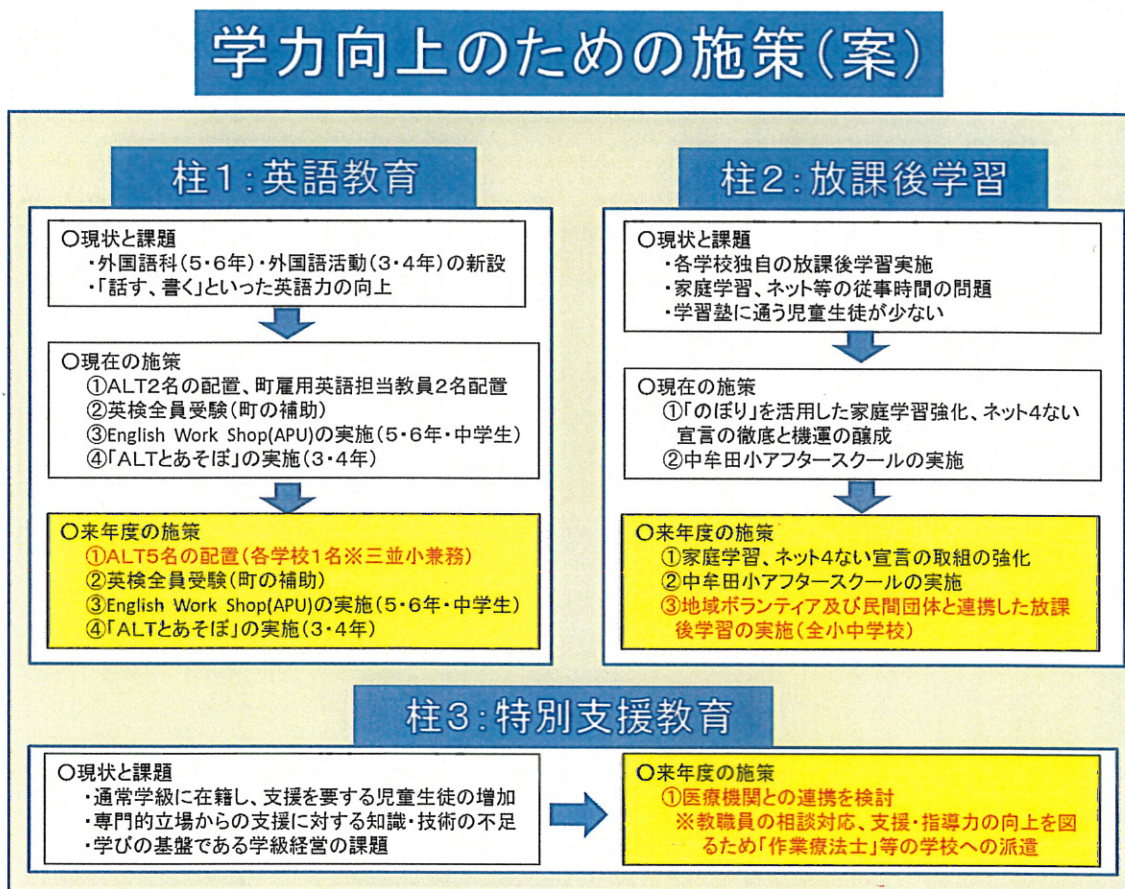 学力向上のための施策(案)
柱1:英語教育
○現状と課題
・外国語科(5・6年)・外国語活動(3・4年)の新設
・「話す、書く」といった英語力の向上
○現在の施策
①ALT2名の配置、町雇用英語担当教員2名配置
②英検全員受験(町の補助)
③English Work Shop(APU)の実施(5・6年・中学生)
④「ALTとあそぼ」の実施(3・4年)
○来年度の施策
①ALT5名の配置(各学校1名※三並小兼務)
②英検全員受験(町の補助)
③English Work Shop(APU)の実施(5・6年・中学生)
④「ALTとあそぼ」の実施(3・4年)
柱2:放課後学習
○現状と課題
・各学校独自の放課後学習実施
・家庭学習、ネット等の従事時間の問題
・学習塾に通う児童生徒が少ない
○現在の施策
①「のぼり」を活用した家庭学習強化、ネット4ない
宣言の徹底と機運の醸成
②中牟田小アフタースクールの実施
○来年度の施策
①家庭学習、ネット4ない宣言の取組の強化
②中牟田小アフタースクールの実施
③地域ボランティア及び民間団体と連携した放課
後学習の実施(全小中学校)
柱3:特別支援教育
○現状と課題
・通常学級に在籍し、支援を要する児童生徒の増加
・専門的立場からの支援に対する知識・技術の不足
・学びの基盤である学級経営の課題
○来年度の施策
①医療機関との連携を検討
※教職員の相談対応、支援・指導力の向上を図
るため「作業療法士」等の学校への派遣